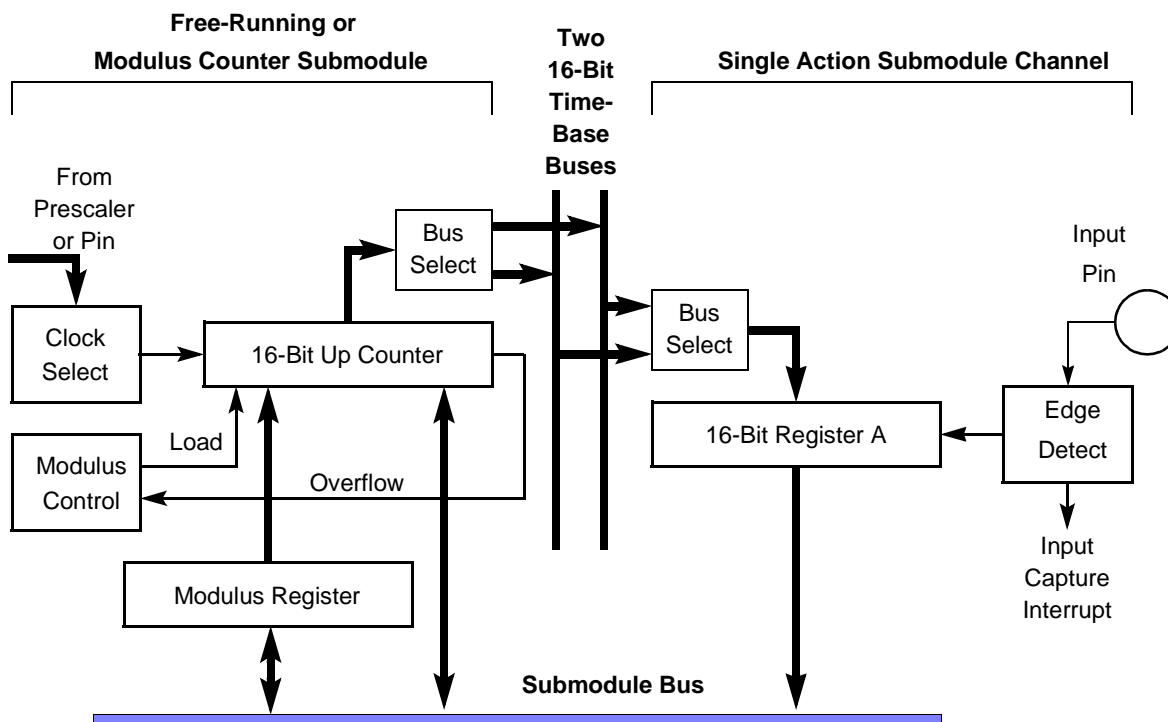 Free-Running or
Modulus Counter Submodule
Two
16-Bit
Time-
Base
Buses
Single Action Submodule Channel
From
Prescaler
or Pin
Bus
Select
Input
Pin
Clock
Select
16-Bit Up Counter
Bus
Select
Load
Modulus
Control
Overflow
16-Bit Register A
Edge
Detect
Modulus Register
Input
Capture
Interrupt
Submodule Bus